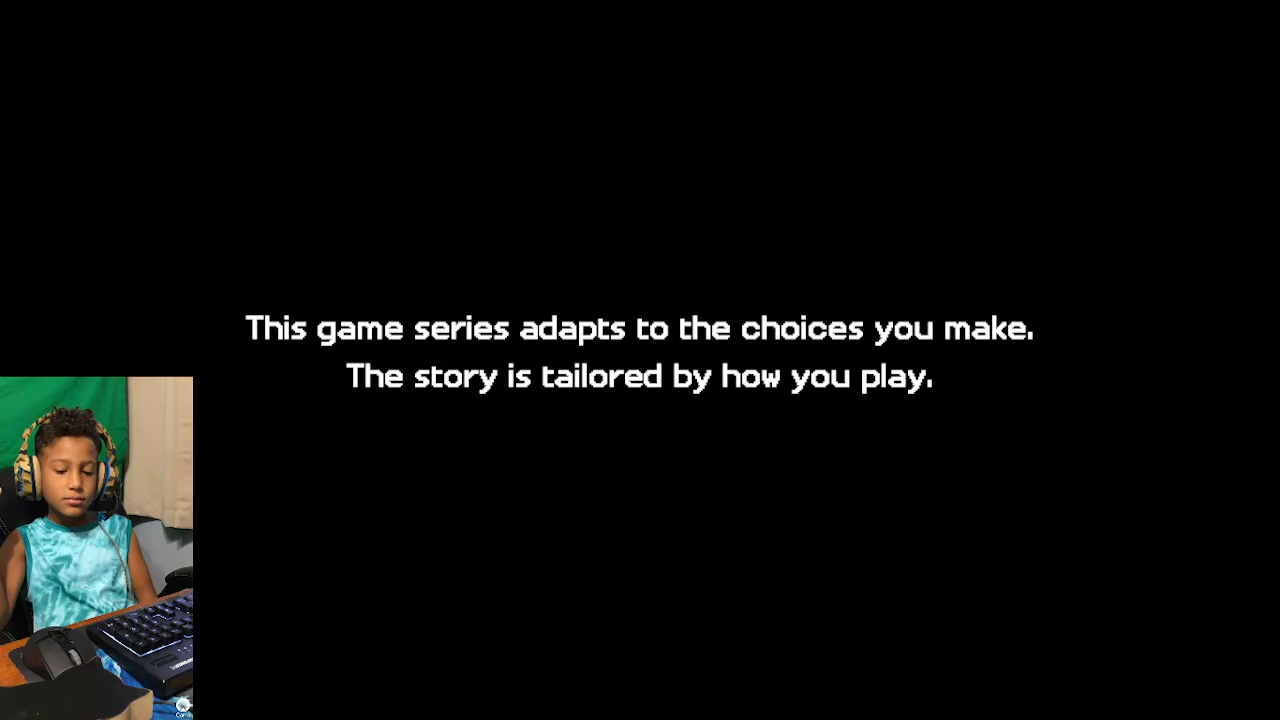 This game series adapts to the choices you make.
The story is tailored by how you play.